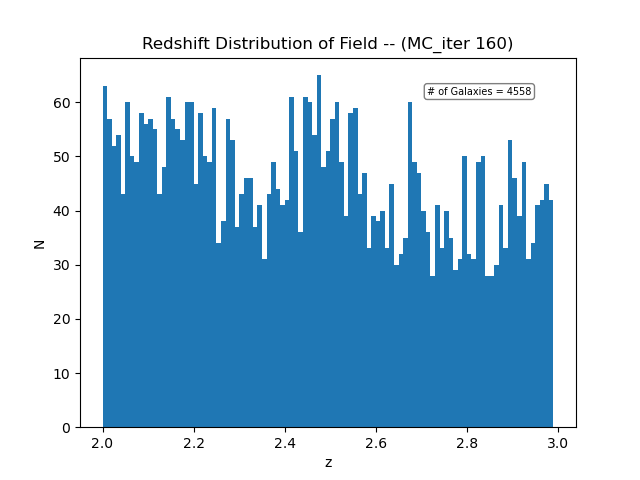 Redshift Distribution of Field -- (MC_iter 160)
# of Galaxies = 4558
60
50
40
30
20
10
0
N
2.0 2.2 2.4 2.6 2.8 3.0
z